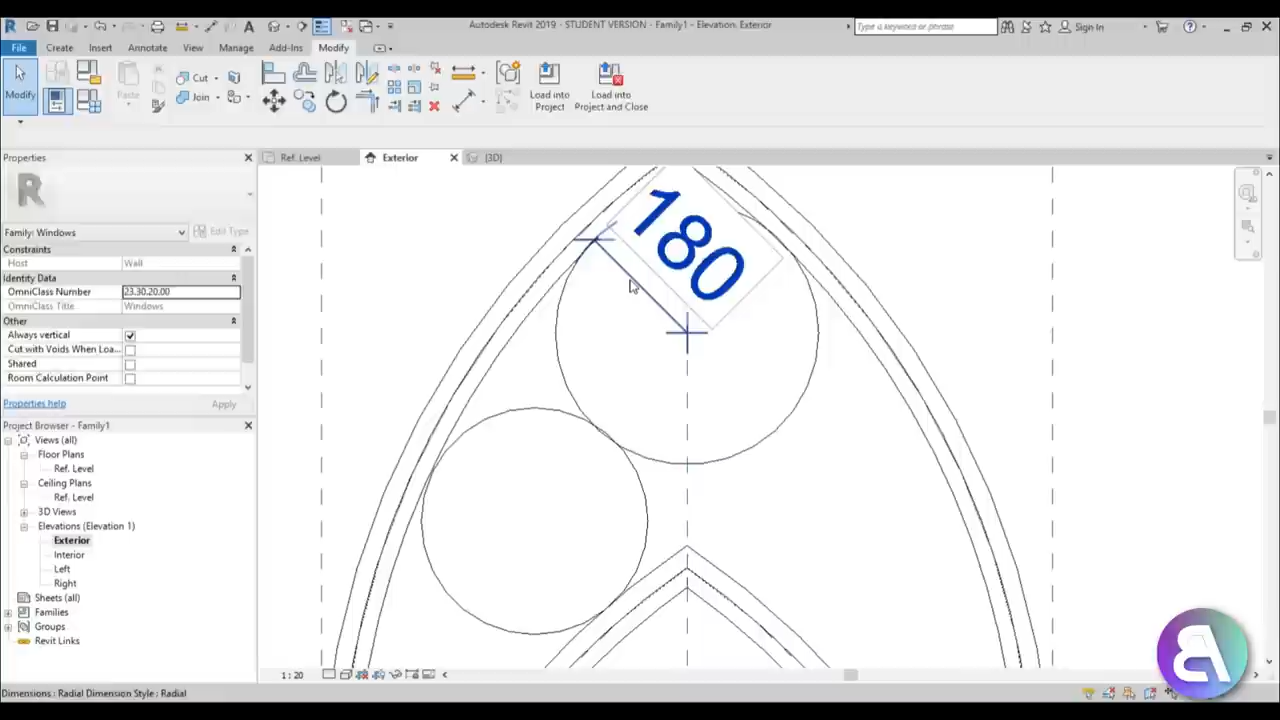 Autodesk Revit 2019 - STUDENT VERSION - Family1 - Elevation: Exterior
Type a keyword or phrase
Sign In
File Create Insert Annotate View Manage Add-Ins Modify
Modify
Paste
Cut
Join
Load into Project
Load into Project and Close
Properties
Ref. Level
Exterior
{3D}
R
Family: Windows
Edit Type
Constraints
Host Wall
Identity Data
OmniClass Number 23.30.20.00
OmniClass Title Windows
Other
Always vertical
Cut with Voids When Loa...
Shared
Room Calculation Point
Properties help
Apply
180
Project Browser - Family1
Views (all)
Floor Plans
Ref. Level
Ceiling Plans
Ref. Level
3D Views
Elevations (Elevation 1)
Exterior
Interior
Left
Right
Sheets (all)
Families
Groups
Revit Links
1 : 20
Dimensions : Radial Dimension Style : Radial